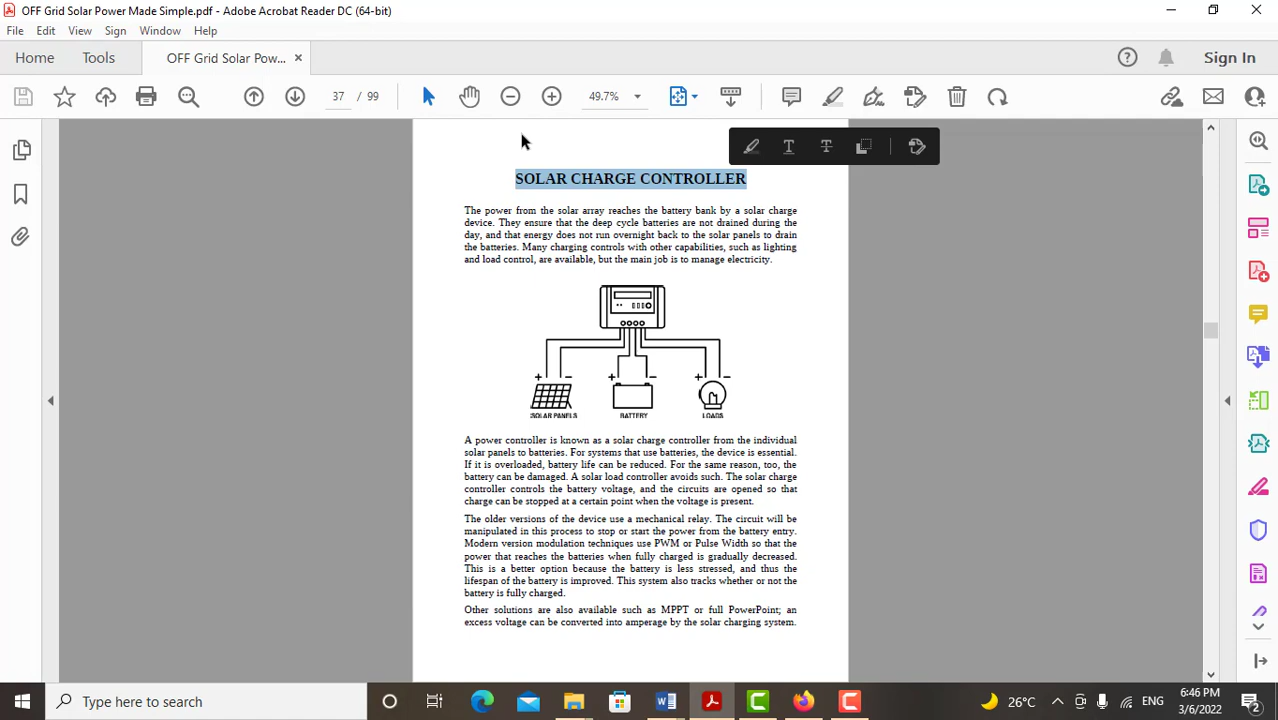 OFF Grid Solar Power Made Simple.pdf - Adobe Acrobat Reader DC (64-bit)
File Edit View Sign Window Help
Home Tools OFF Grid Solar Pow... Sign In
37 / 99 49.7%
SOLAR CHARGE CONTROLLER
The power from the solar array reaches the battery bank by a solar charge
device. They ensure that the deep cycle batteries are not drained during the
day, and that energy does not run overnight back to the solar panels to drain
the batteries. Many charging controls with other capabilities, such as lighting
and load control, are available, but the main job is to manage electricity.
+ − + − + −
SOLAR PANELS BATTERY LOADS
A power controller is known as a solar charge controller from the individual
solar panels to batteries. For systems that use batteries, the device is essential.
If it is overloaded, battery life can be reduced. For the same reason, too, the
battery can be damaged. A solar load controller avoids such. The solar charge
controller controls the battery voltage, and the circuits are opened so that
charge can be stopped at a certain point when the voltage is present.
The older versions of the device use a mechanical relay. The circuit will be
manipulated in this process to stop or start the power from the battery entry.
Modern version modulation techniques use PWM or Pulse Width so that the
power that reaches the batteries when fully charged is gradually decreased.
This is a better option because the battery is less stressed, and thus the
lifespan of the battery is improved. This system also tracks whether or not the
battery is fully charged.
Other solutions are also available such as MPPT or full PowerPoint; an
excess voltage can be converted into amperage by the solar charging system.
Type here to search
26°C ENG 6:46 PM
3/6/2022 2